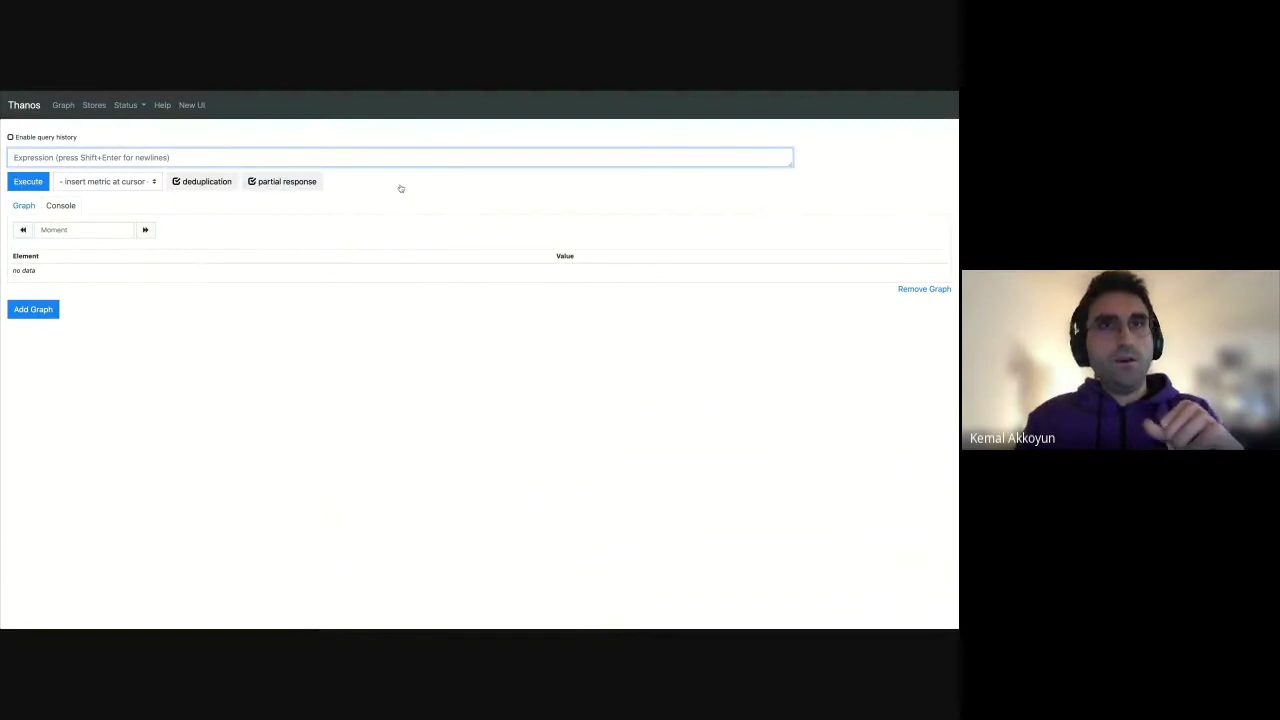 Thanos Graph Stores Status Help New UI
Enable query history
Expression (press Shift+Enter for newlines)
Execute - insert metric at cursor - deduplication partial response
Graph Console
Moment
Element Value
no data
Remove Graph
Add Graph
Kemal Akkoyun